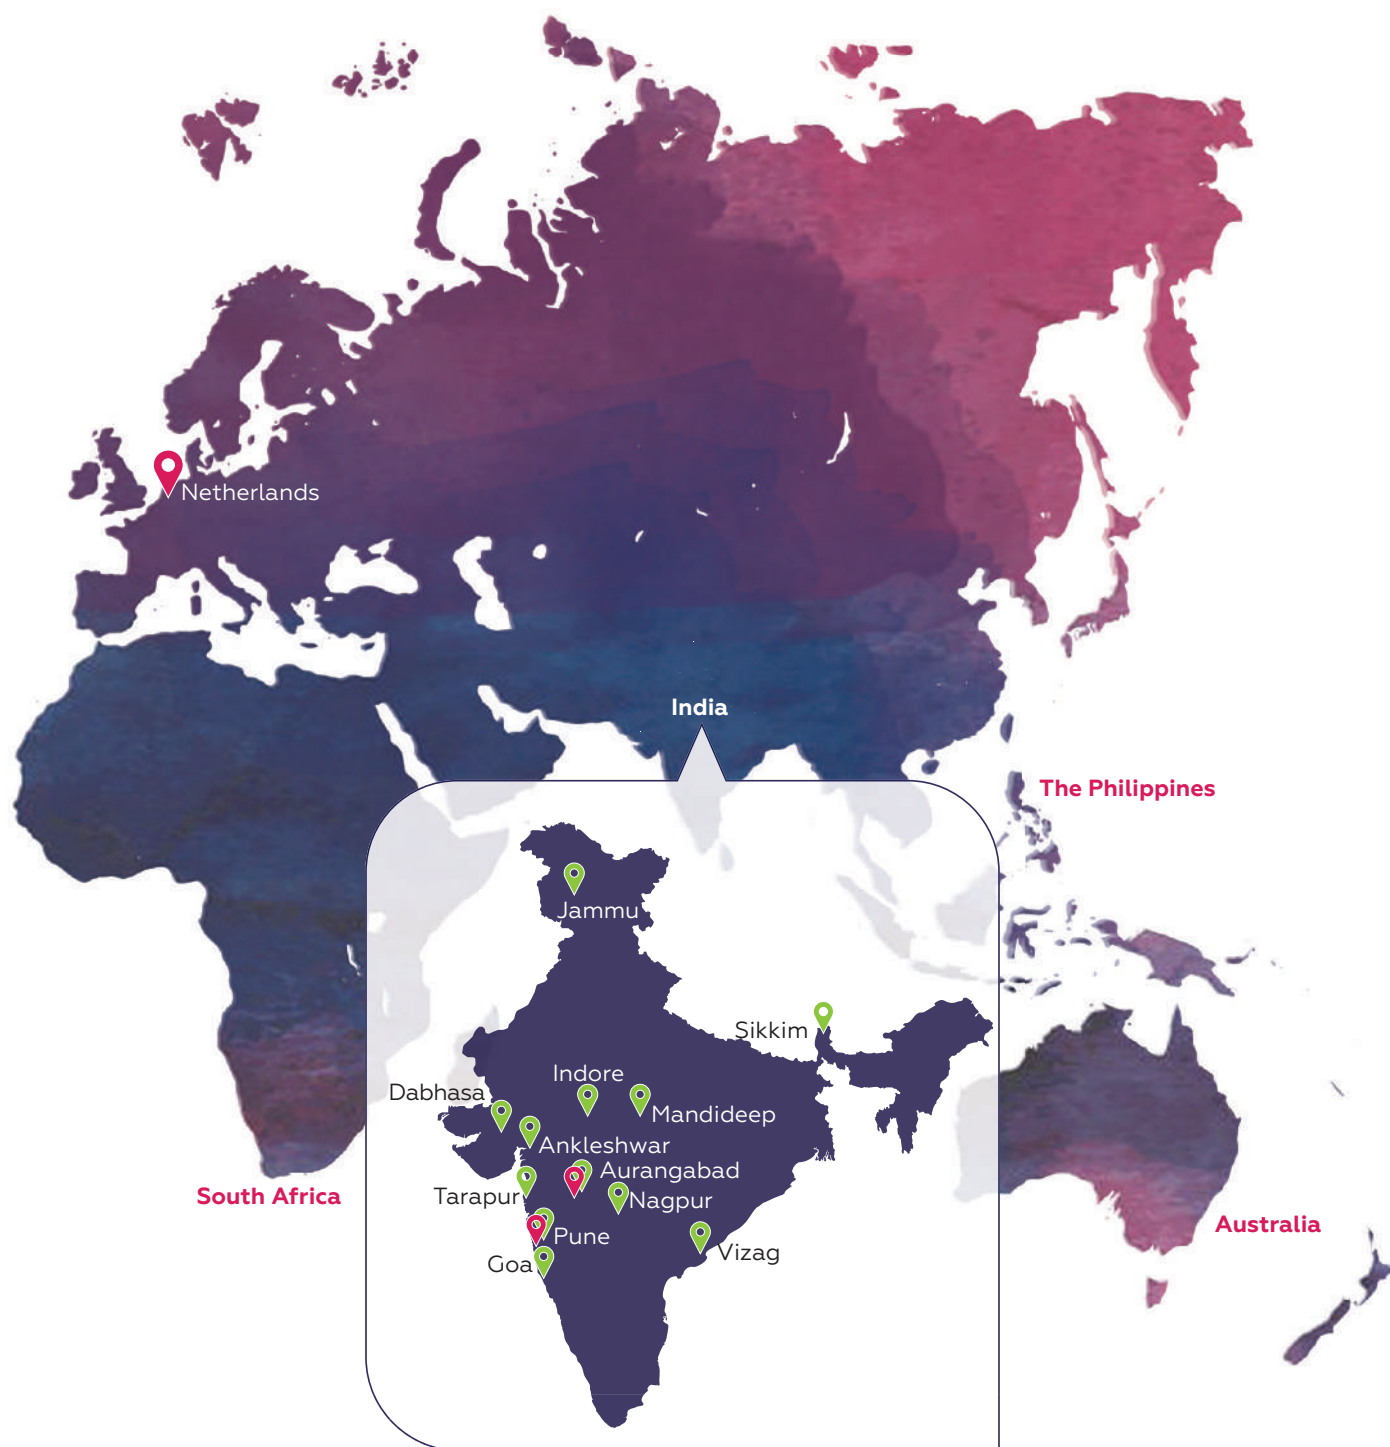 Netherlands
India
The Philippines
Jammu
Sikkim
Indore
Dabhasa
Mandideep
Ankleshwar
Aurangabad
Tarapur
Nagpur
South Africa
Australia
Pune
Vizag
Goa